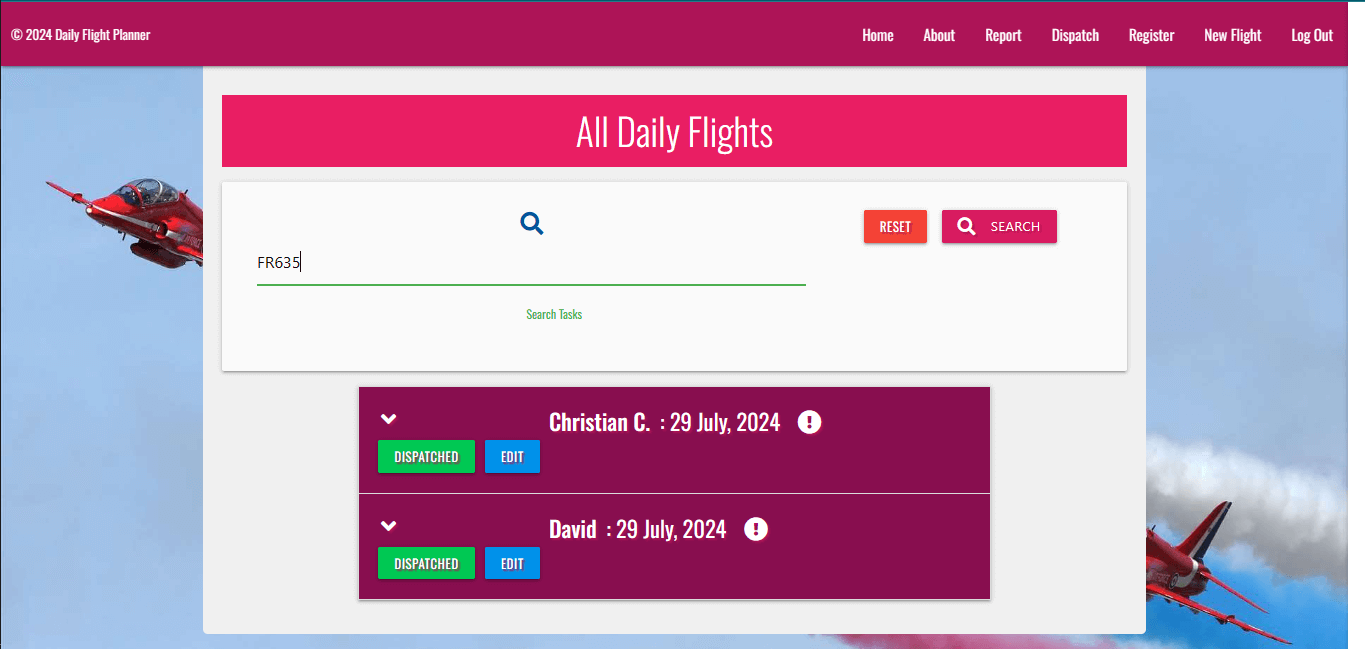 © 2024 Daily Flight Planner Home About Report Dispatch Register New Flight Log Out
All Daily Flights
RESET SEARCH
FR635
Search Tasks
Christian C. : 29 July, 2024
DISPATCHED EDIT
David : 29 July, 2024
DISPATCHED EDIT